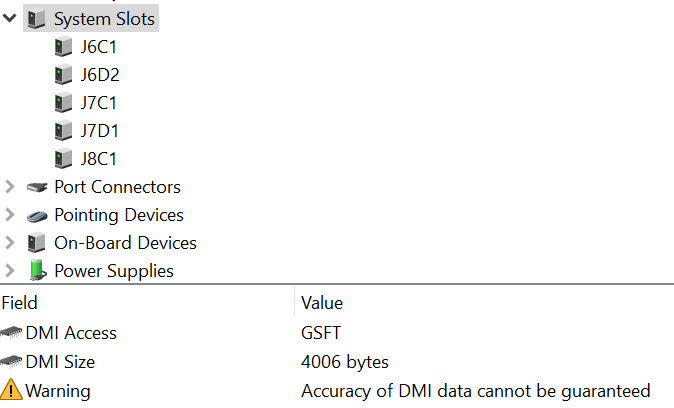 System Slots
J6C1
J6D2
J7C1
J7D1
J8C1
Port Connectors
Pointing Devices
On-Board Devices
Power Supplies
Field Value
DMI Access GSFT
DMI Size 4006 bytes
Warning Accuracy of DMI data cannot be guaranteed